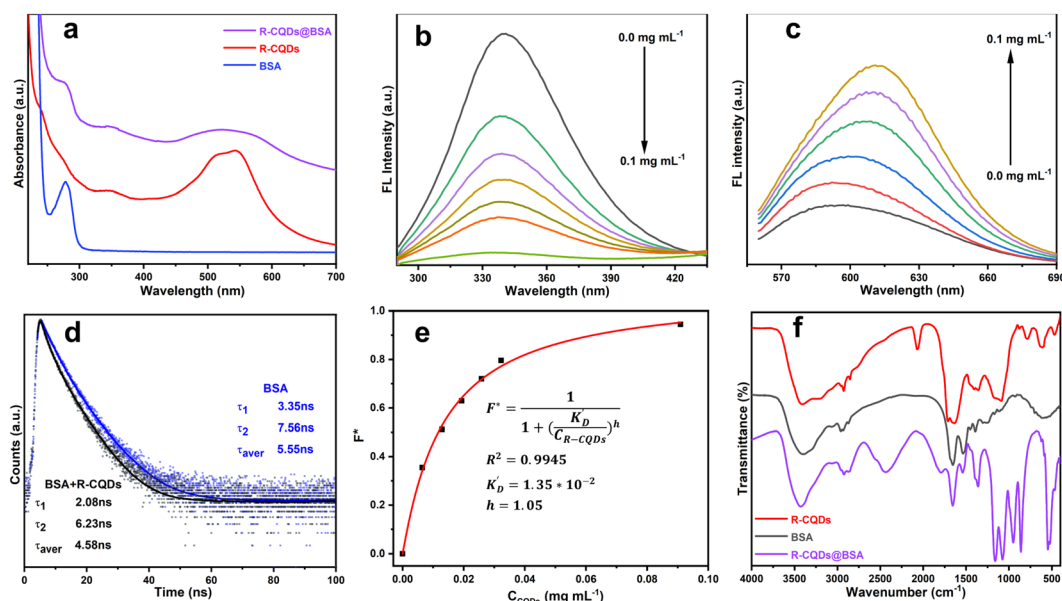 a
R-CQDs@BSA
R-CQDs
BSA
Absorbance (a.u.)
300 400 500 600 700
Wavelength (nm)
b
0.0 mg mL⁻¹
0.1 mg mL⁻¹
FL Intensity (a.u.)
300 330 360 390 420
Wavelength (nm)
c
0.1 mg mL⁻¹
0.0 mg mL⁻¹
FL intensity (a.u.)
570 600 630 660 690
Wavelength (nm)
d
BSA
τ1 3.35ns
τ2 7.56ns
τaver 5.55ns
BSA+R-CQDs
τ1 2.08ns
τ2 6.23ns
τaver 4.58ns
Counts (a.u.)
0 20 40 60 80 100
Time (ns)
e
F* = 1 / (1 + (K'D / CR−CQDs)^h)
R² = 0.9945
K'D = 1.35 * 10⁻²
h = 1.05
F*
1.0
0.8
0.6
0.4
0.2
0.0
0.00 0.02 0.04 0.06 0.08 0.10
CCQDs (mg mL⁻¹)
f
R-CQDs
BSA
R-CQDs@BSA
Transmittance (%)
4000 3500 3000 2500 2000 1500 1000 500
Wavenumber (cm⁻¹)